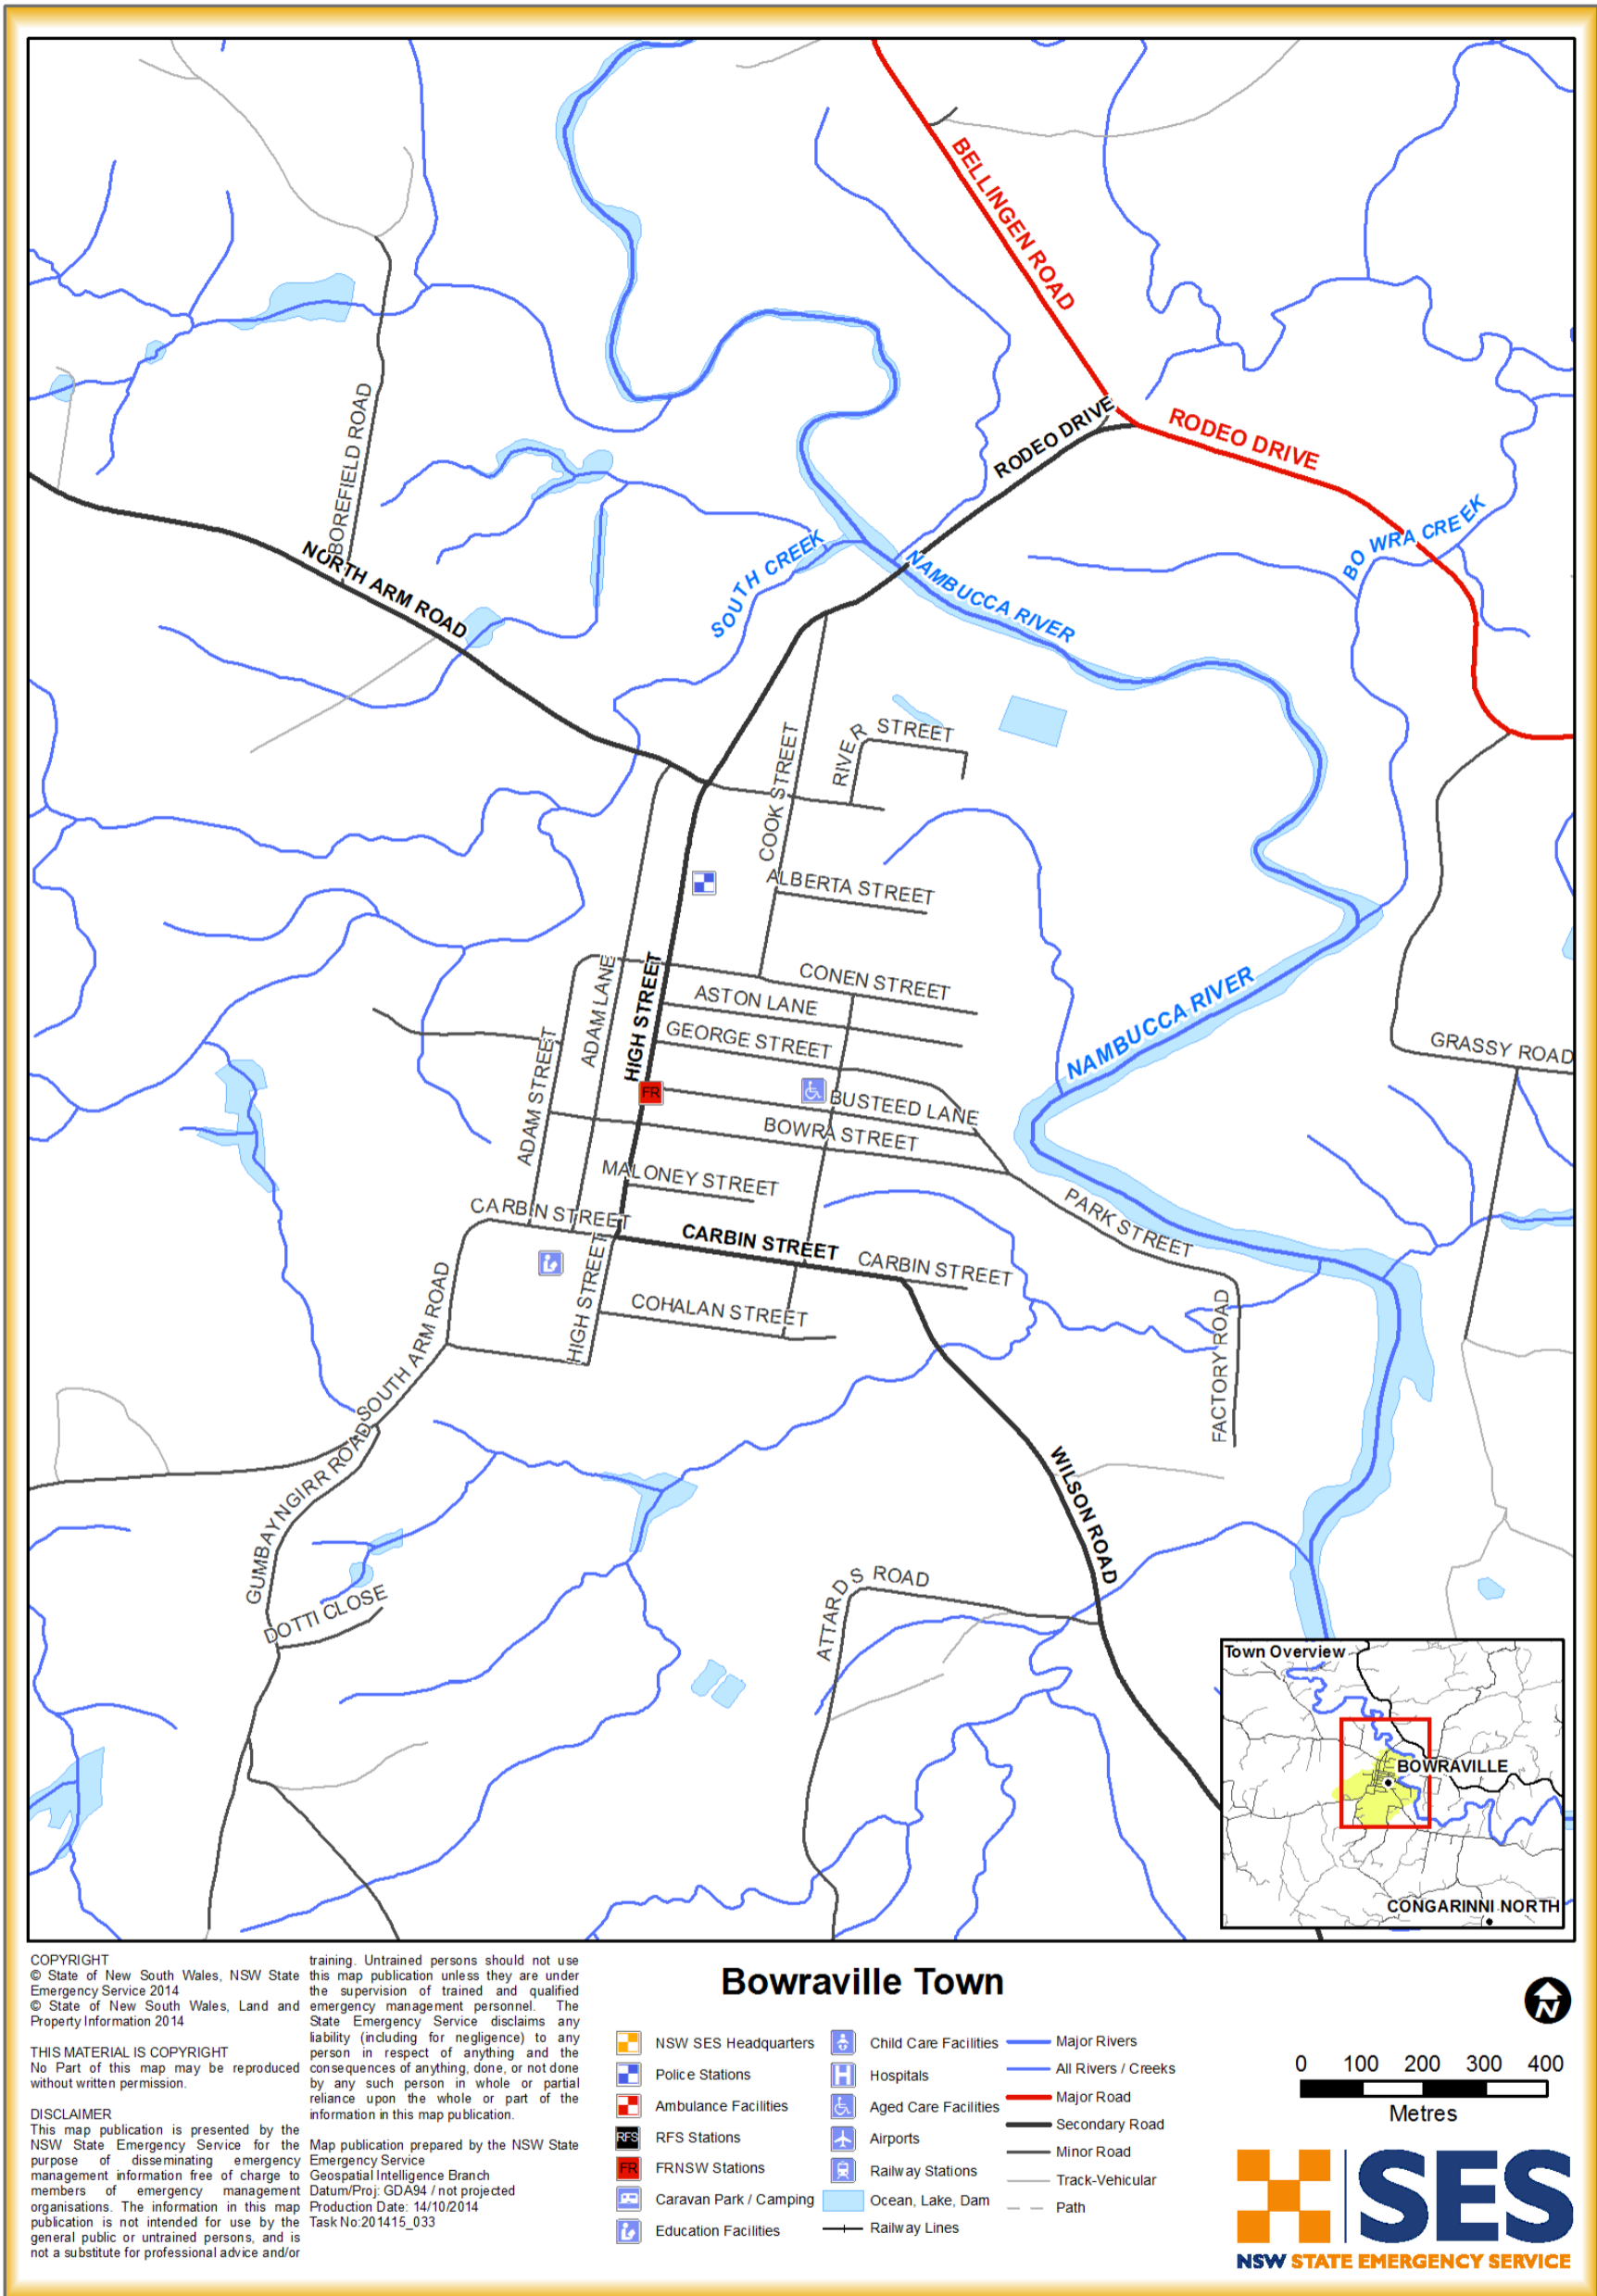 BELLINGEN ROAD
RODEO DRIVE
RODEO DRIVE
BOREFIELD ROAD
NORTH ARM ROAD
SOUTH CREEK
NAMBUCCA RIVER
BOWRA CREEK
RIVER STREET
COOK STREET
ALBERTA STREET
CONEN STREET
ASTON LANE
GEORGE STREET
HIGH STREET
ADAM LANE
ADAM STREET
NAMBUCCA RIVER
GRASSY ROAD
FR
BUSTEED LANE
BOWRA STREET
MALONEY STREET
PARK STREET
CARBIN STREET
CARBIN STREET
CARBIN STREET
HIGH STREET
COHALAN STREET
SOUTH ARM ROAD
FACTORY ROAD
GUMBAYNGIRR ROAD
WILSON ROAD
DOTTI CLOSE
ATTARDS ROAD
Town Overview
BOWRAVILLE
CONGARINNI NORTH
COPYRIGHT
© State of New South Wales, NSW State
Emergency Service 2014
© State of New South Wales, Land and
Property Information 2014
THIS MATERIAL IS COPYRIGHT
No Part of this map may be reproduced
without written permission.
DISCLAIMER
This map publication is presented by the
NSW State Emergency Service for the
purpose of disseminating emergency
management information free of charge to
members of emergency management
organisations. The information in this map
publication is not intended for use by the
general public or untrained persons, and is
not a substitute for professional advice and/or
training. Untrained persons should not use
this map publication unless they are under
the supervision of trained and qualified
emergency management personnel. The
State Emergency Service disclaims any
liability (including for negligence) to any
person in respect of anything and the
consequences of anything, done, or not done
by any such person in whole or partial
reliance upon the whole or part of the
information in this map publication.
Map publication prepared by the NSW State
Emergency Service
Geospatial Intelligence Branch
Datum/Proj: GDA94 / not projected
Production Date: 14/10/2014
Task No:201415_033
Bowraville Town
NSW SES Headquarters
Police Stations
Ambulance Facilities
RFS RFS Stations
FR FRNSW Stations
Caravan Park / Camping
Education Facilities
Child Care Facilities
H Hospitals
Aged Care Facilities
Airports
Railway Stations
Ocean, Lake, Dam
Railway Lines
Major Rivers
All Rivers / Creeks
Major Road
Secondary Road
Minor Road
Track-Vehicular
Path
N
0 100 200 300 400
Metres
SES
NSW STATE EMERGENCY SERVICE